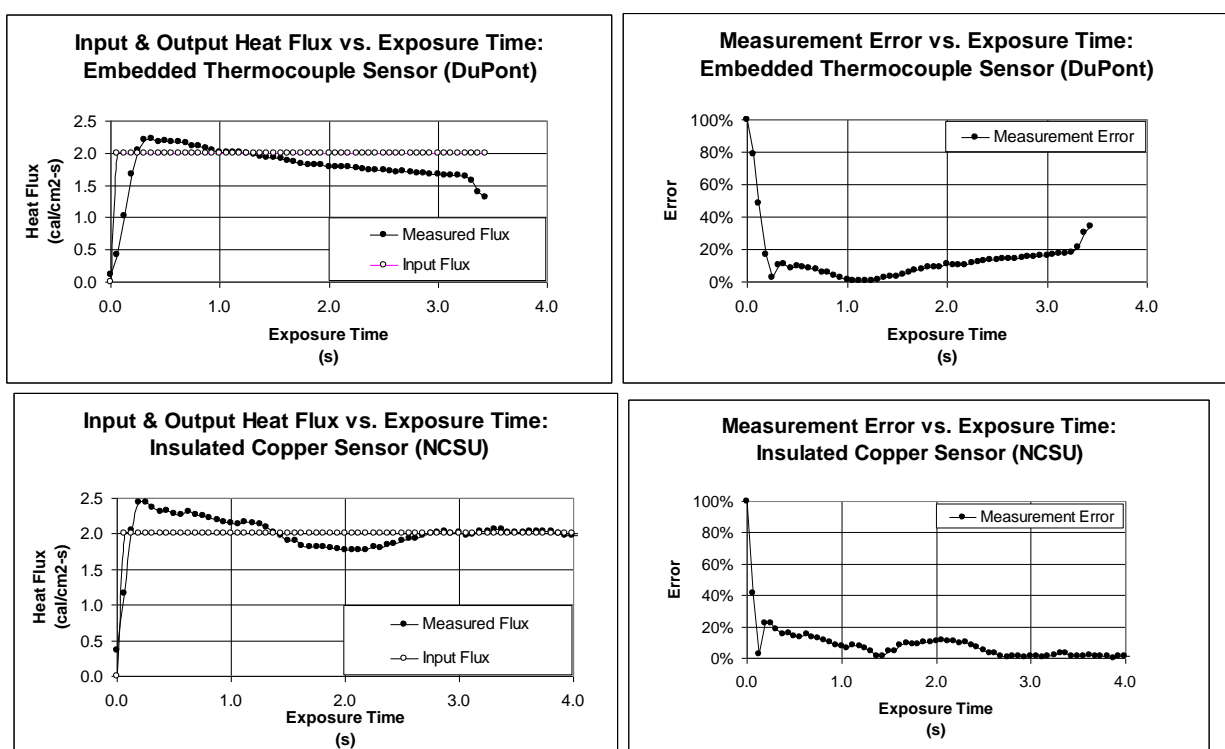 Input & Output Heat Flux vs. Exposure Time:
Embedded Thermocouple Sensor (DuPont)
2.5
2.0
1.5
1.0
0.5
0.0
Heat Flux
(cal/cm2-s)
Measured Flux
Input Flux
0.0 1.0 2.0 3.0 4.0
Exposure Time
(s)
Measurement Error vs. Exposure Time:
Embedded Thermocouple Sensor (DuPont)
100%
80%
60%
40%
20%
0%
Error
Measurement Error
0.0 1.0 2.0 3.0 4.0
Exposure Time
(s)
Input & Output Heat Flux vs. Exposure Time:
Insulated Copper Sensor (NCSU)
2.5
2.0
1.5
1.0
0.5
0.0
Heat Flux
(cal/cm2-s)
Measured Flux
Input Flux
0.0 1.0 2.0 3.0 4.0
Exposure Time
(s)
Measurement Error vs. Exposure Time:
Insulated Copper Sensor (NCSU)
100%
80%
60%
40%
20%
0%
Error
Measurement Error
0.0 1.0 2.0 3.0 4.0
Exposure Time
(s)